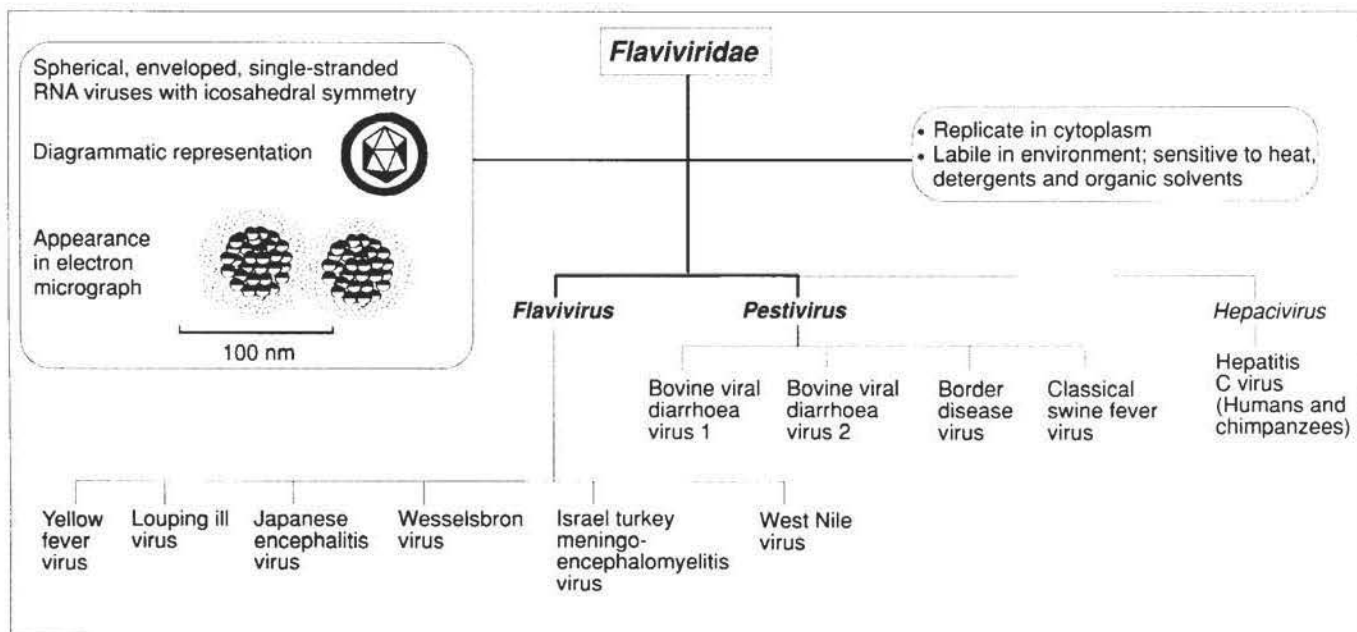 Flaviviridae
Spherical, enveloped, single-stranded
RNA viruses with icosahedral symmetry
Diagrammatic representation
Appearance
in electron
micrograph
100 nm
• Replicate in cytoplasm
• Labile in environment; sensitive to heat,
detergents and organic solvents
Flavivirus
Pestivirus
Hepacivirus
Bovine viral
diarrhoea
virus 1
Bovine viral
diarrhoea
virus 2
Border
disease
virus
Classical
swine fever
virus
Hepatitis
C virus
(Humans and
chimpanzees)
Yellow
fever
virus
Louping ill
virus
Japanese
encephalitis
virus
Wesselsbron
virus
Israel turkey
meningo-
encephalomyelitis
virus
West Nile
virus